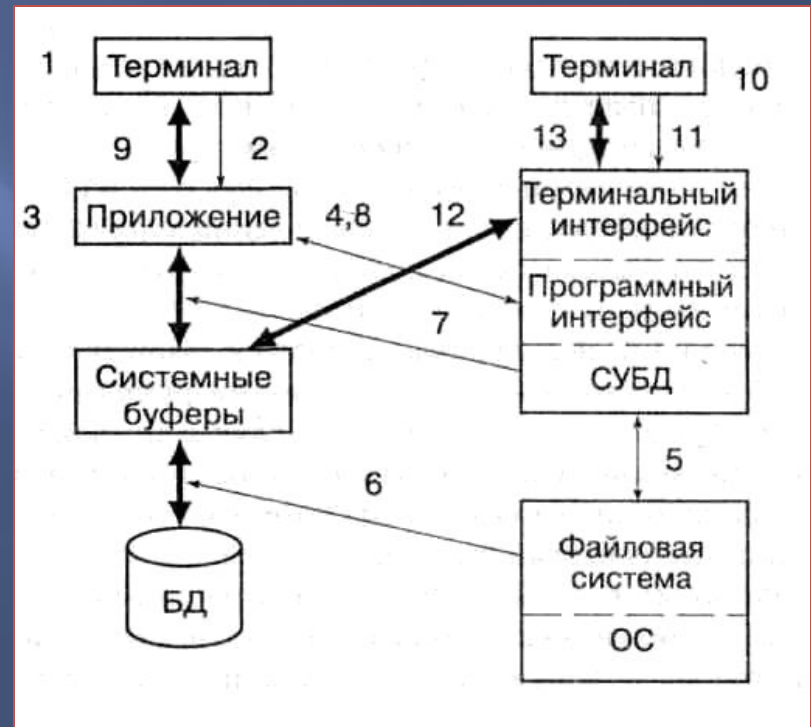 1
Терминал
Терминал
10
9
2
13
11
3
Приложение
4,8
12
Терминальный
интерфейс
Программный
интерфейс
7
Системные
буферы
СУБД
5
6
Файловая
система
БД
ОС